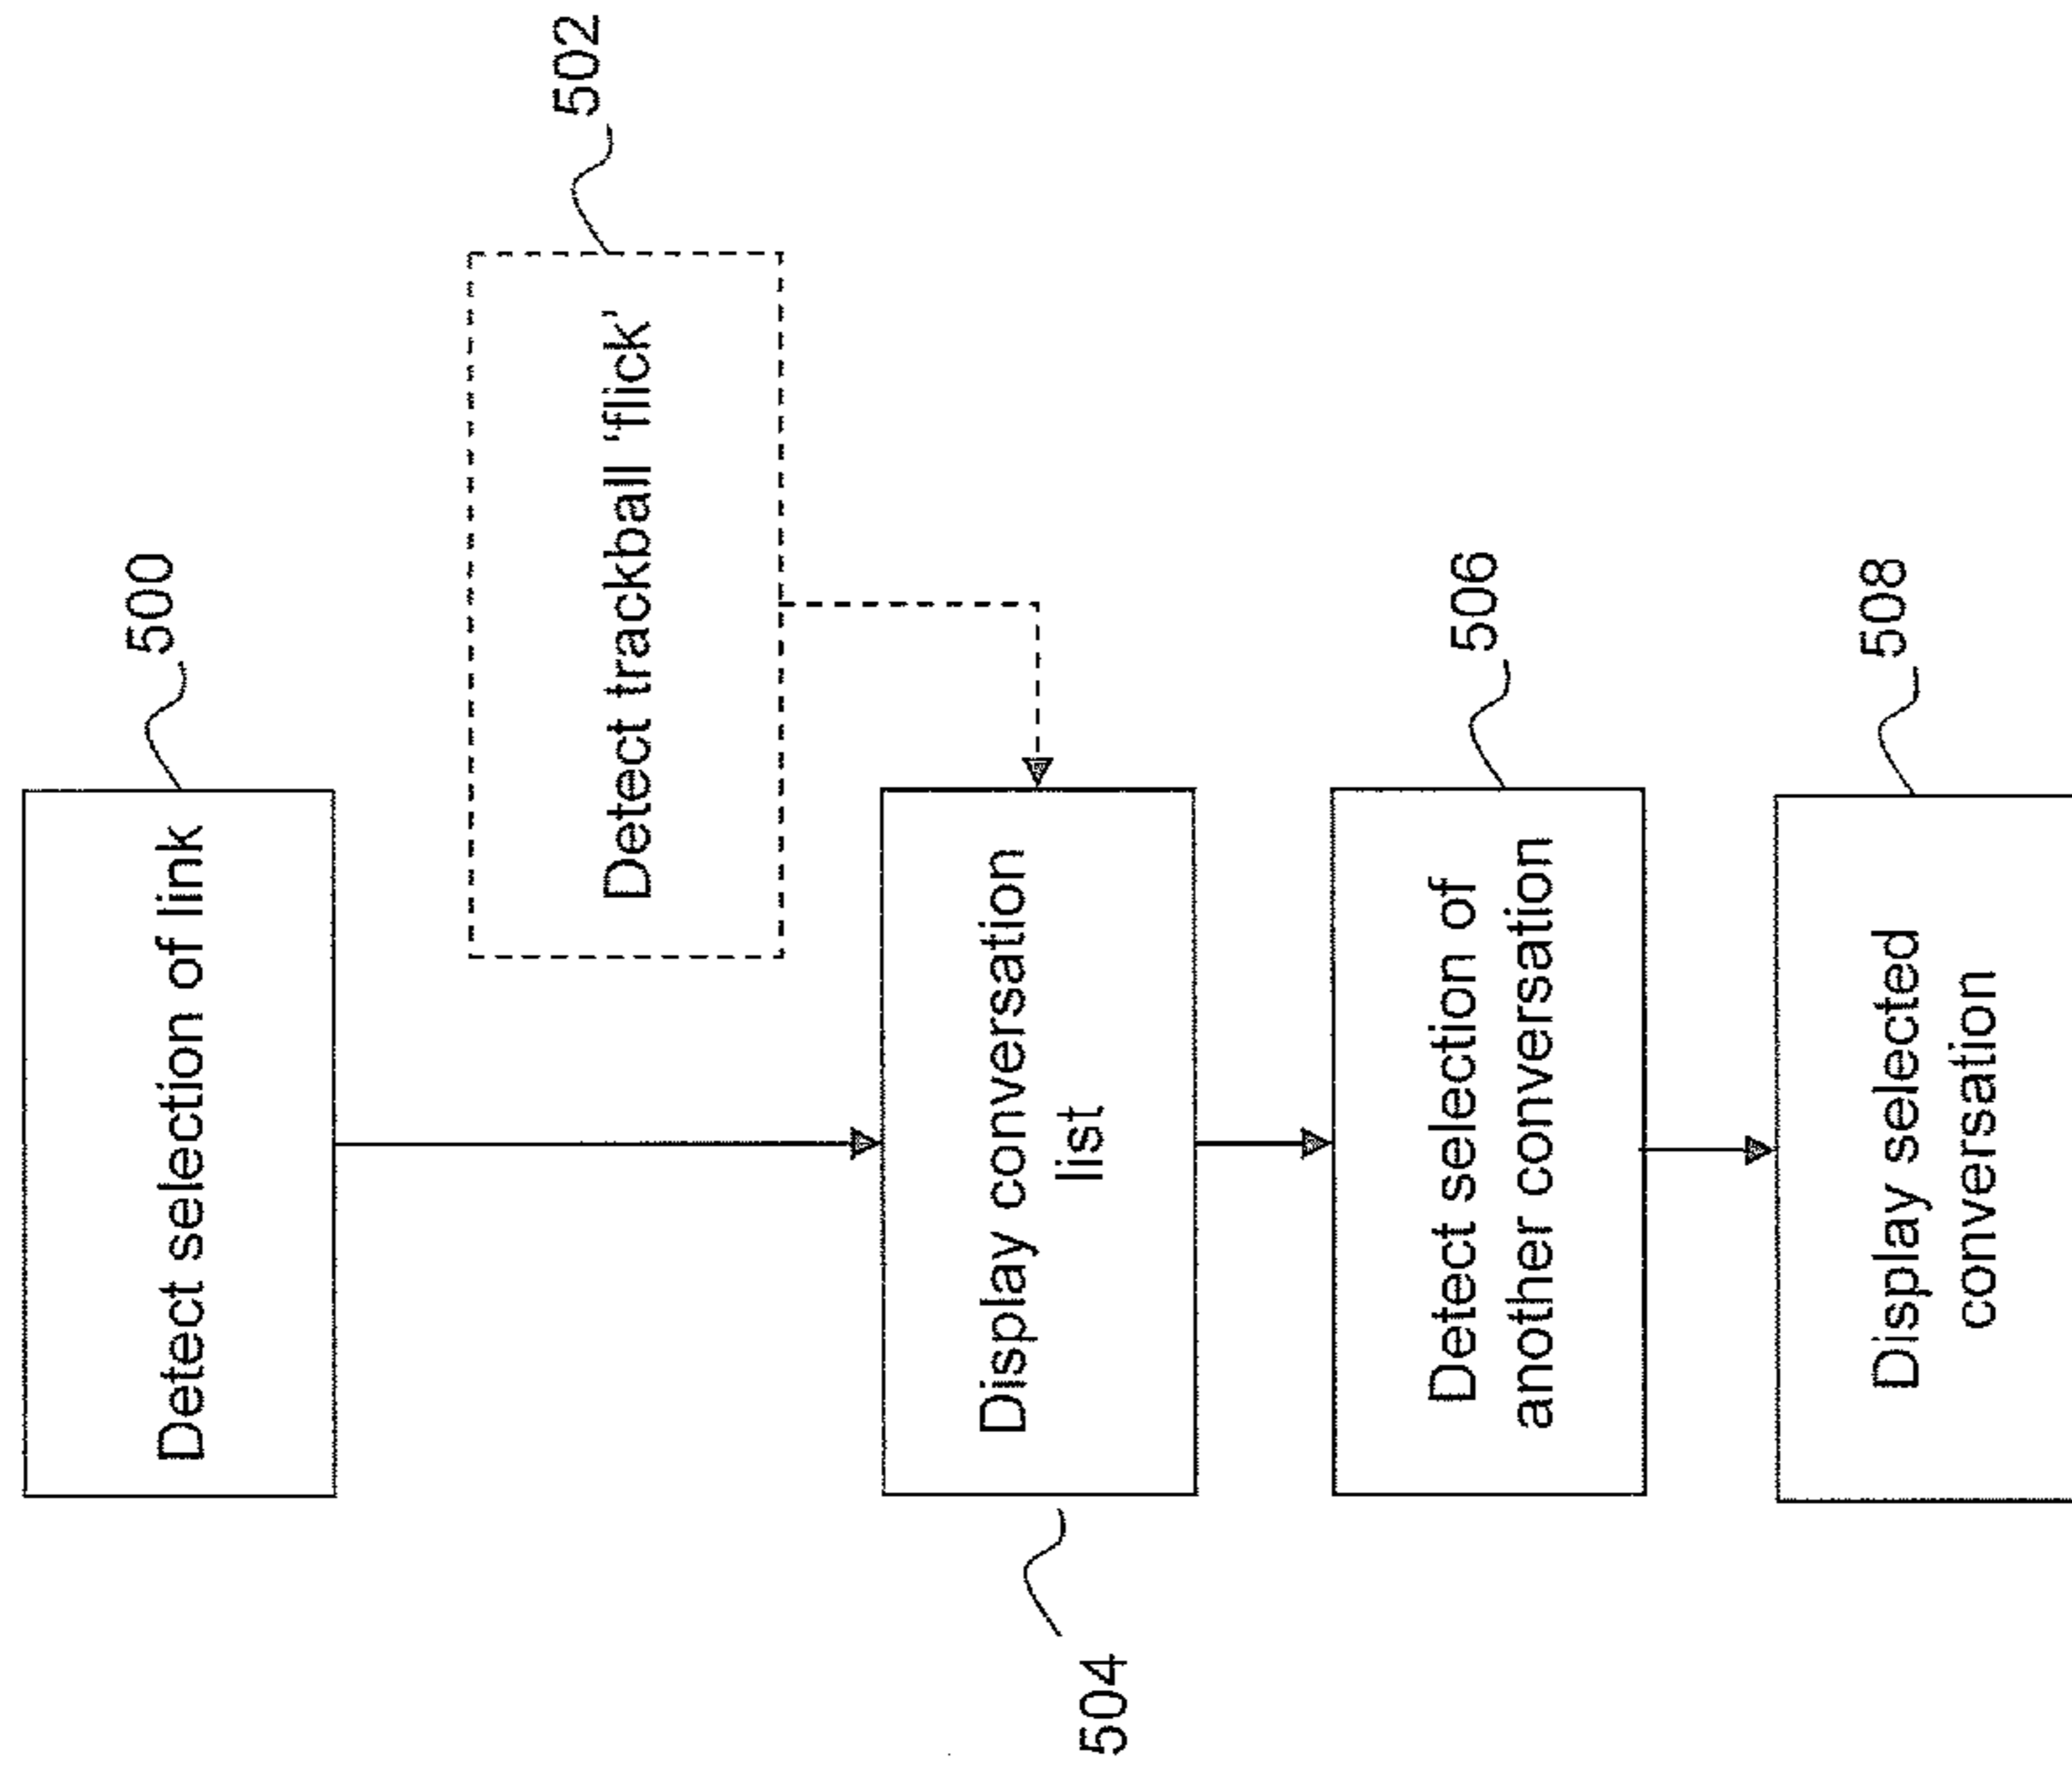 500
Detect selection of link
502
Detect trackball 'flick'
504
Display conversation
list
506
Detect selection of
another conversation
508
Display selected
conversation